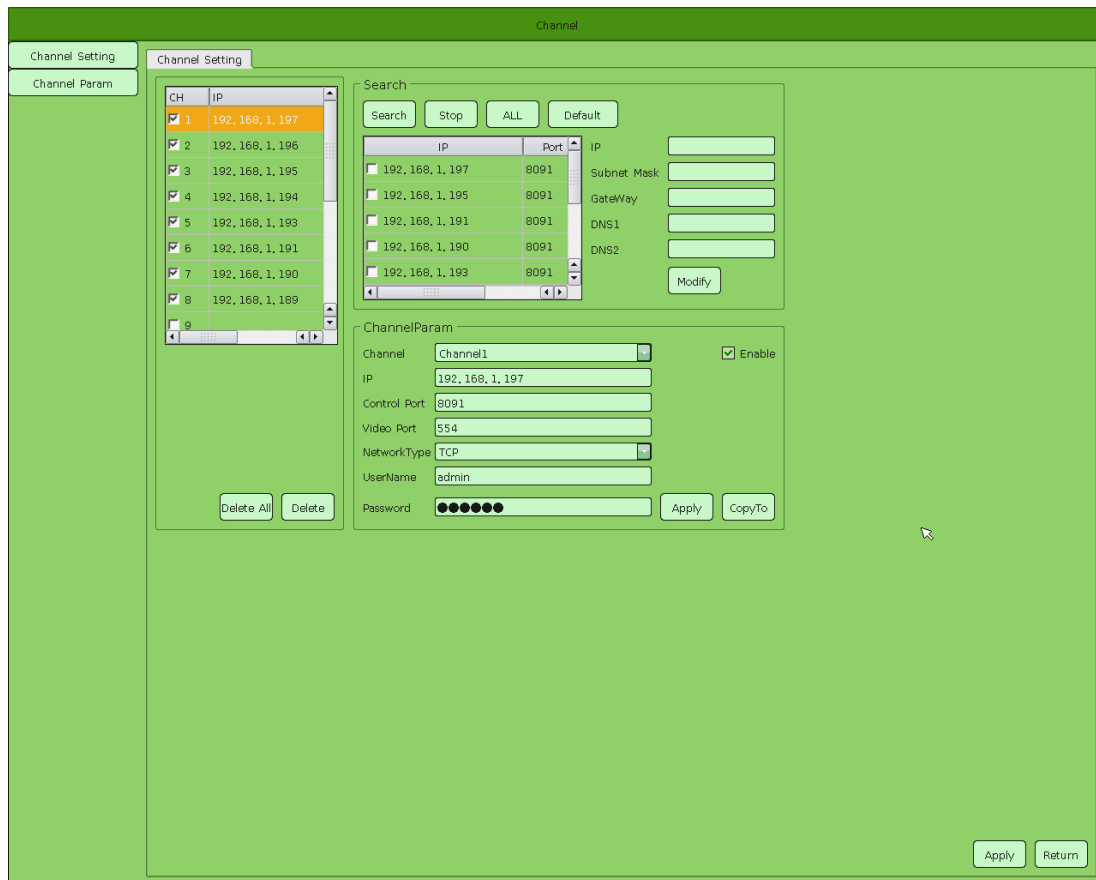 Channel
Channel Setting
Channel Param
Channel Setting
CH IP
1 192.168.1.197
2 192.168.1.196
3 192.168.1.195
4 192.168.1.194
5 192.168.1.193
6 192.168.1.191
7 192.168.1.190
8 192.168.1.189
9
Delete All Delete
Search
Search Stop ALL Default
IP Port
192.168.1.197 8091
192.168.1.195 8091
192.168.1.191 8091
192.168.1.190 8091
192.168.1.193 8091
IP
Subnet Mask
GateWay
DNS1
DNS2
Modify
ChannelParam
Channel Channel1 Enable
IP 192.168.1.197
Control Port 8091
Video Port 554
NetworkType TCP
UserName admin
Password ●●●●●● Apply CopyTo
Apply Return